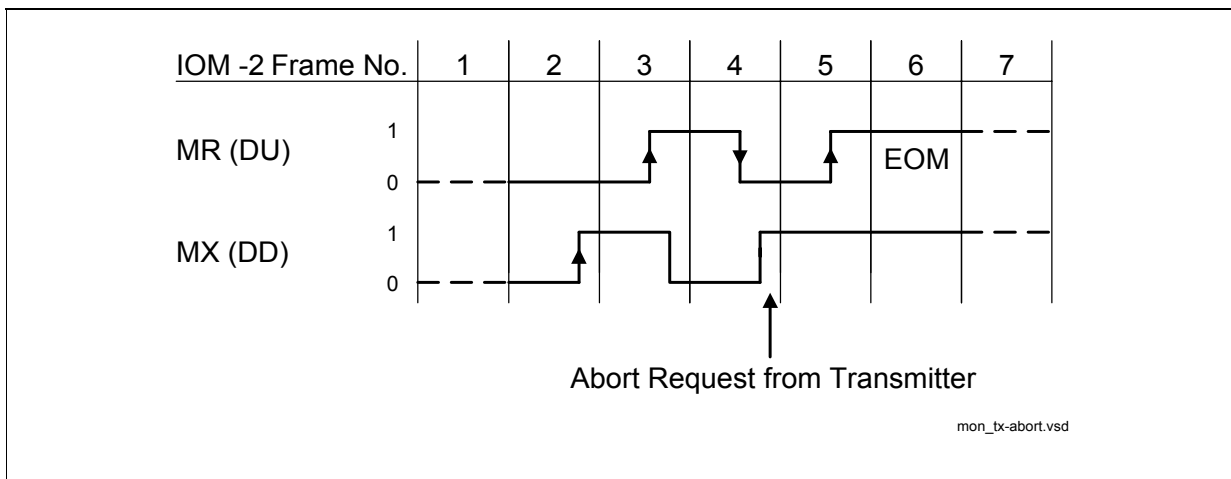 IOM -2 Frame No. 1 2 3 4 5 6 7
MR (DU) 1
0
EOM
MX (DD) 1
0
Abort Request from Transmitter
mon_tx-abort.vsd